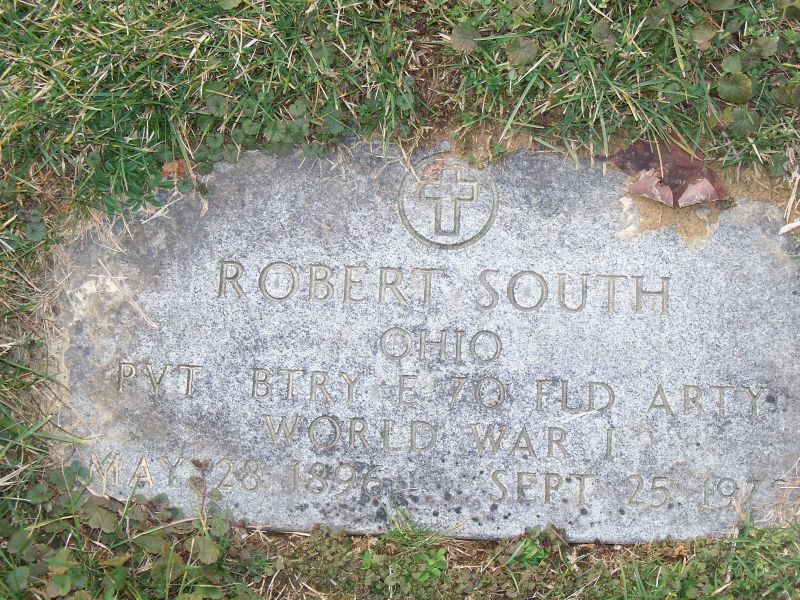 ROBERT SOUTH
OHIO
PVT BTRY F 70 FLD ARTY
WORLD WAR I
MAY 28 1896 SEPT 25